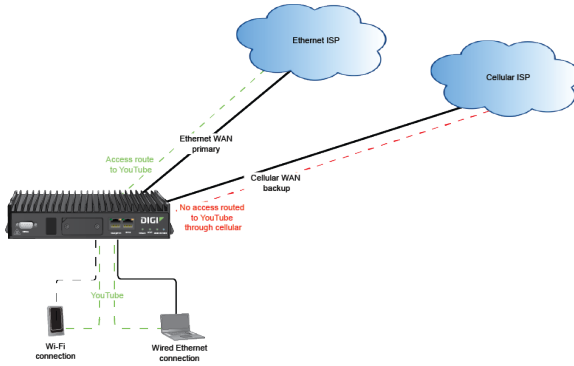 Ethernet ISP
Cellular ISP
Ethernet WAN
primary
Access route
to YouTube
Cellular WAN
backup
No access routed
to YouTube
through cellular
DIGI
YouTube
Wi-Fi
connection
Wired Ethernet
connection